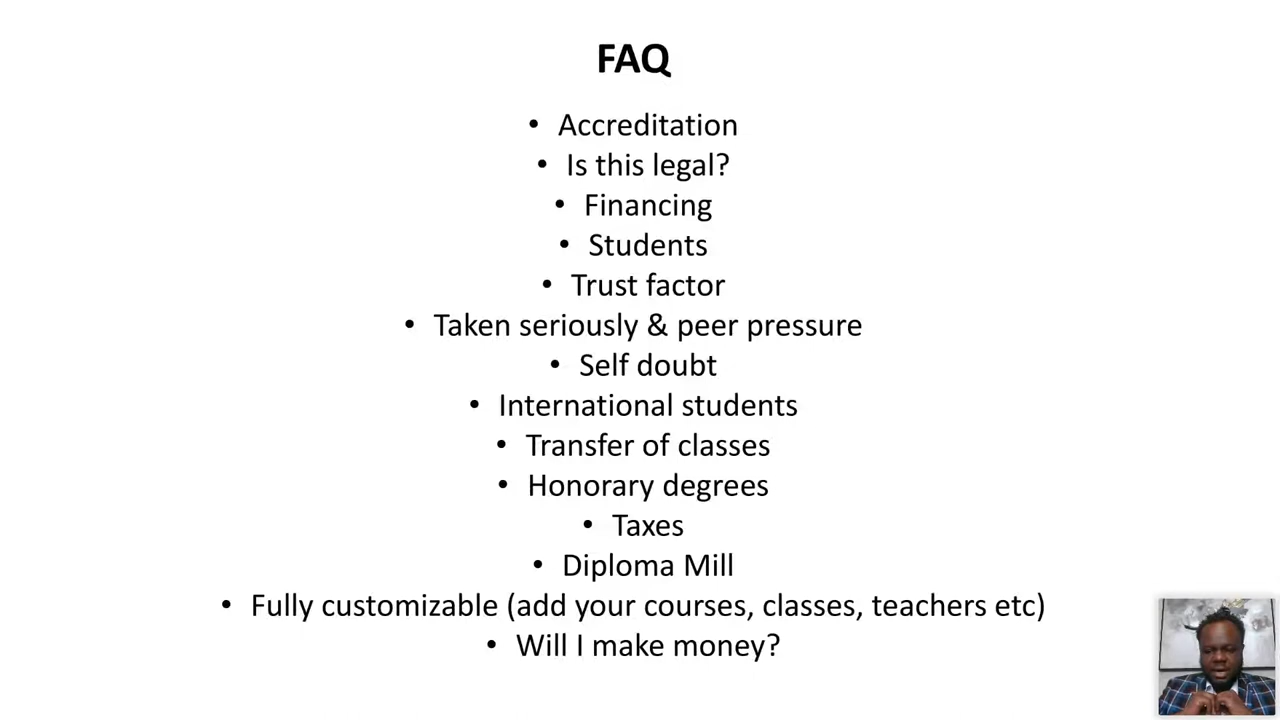 FAQ
• Accreditation
• Is this legal?
• Financing
• Students
• Trust factor
• Taken seriously & peer pressure
• Self doubt
• International students
• Transfer of classes
• Honorary degrees
• Taxes
• Diploma Mill
• Fully customizable (add your courses, classes, teachers etc)
• Will I make money?